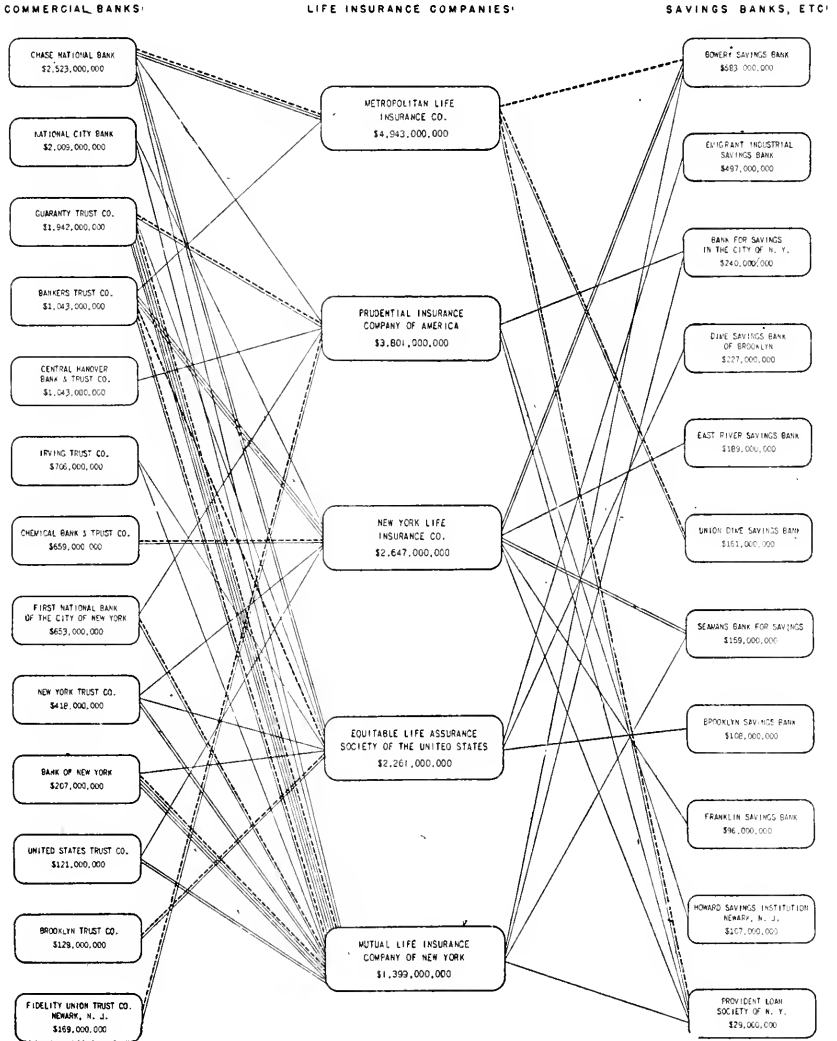 COMMERCIAL BANKS¹
LIFE INSURANCE COMPANIES¹
SAVINGS BANKS, ETC¹
CHASE NATIONAL BANK
$2,523,000,000
NATIONAL CITY BANK
$2,009,000,000
GUARANTY TRUST CO.
$1,942,000,000
BANKERS TRUST CO.
$1,043,000,000
CENTRAL HANOVER
BANK & TRUST CO.
$1,043,000,000
IRVING TRUST CO.
$706,000,000
CHEMICAL BANK & TRUST CO.
$659,000,000
FIRST NATIONAL BANK
OF THE CITY OF NEW YORK
$653,000,000
NEW YORK TRUST CO.
$418,000,000
BANK OF NEW YORK
$207,000,000
UNITED STATES TRUST CO.
$121,000,000
BROOKLYN TRUST CO.
$129,000,000
FIDELITY UNION TRUST CO.
NEWARK, N. J.
$169,000,000
METROPOLITAN LIFE
INSURANCE CO.
$4,943,000,000
PRUDENTIAL INSURANCE
COMPANY OF AMERICA
$3,801,000,000
NEW YORK LIFE
INSURANCE CO.
$2,647,000,000
EQUITABLE LIFE ASSURANCE
SOCIETY OF THE UNITED STATES
$2,261,000,000
MUTUAL LIFE INSURANCE
COMPANY OF NEW YORK
$1,399,000,000
BOWERY SAVINGS BANK
$583,000,000
EMIGRANT INDUSTRIAL
SAVINGS BANK
$497,000,000
BANK FOR SAVINGS
IN THE CITY OF N. Y.
$240,000,000
DIME SAVINGS BANK
OF BROOKLYN
$227,000,000
EAST RIVER SAVINGS BANK
$189,000,000
UNION DIME SAVINGS BANK
$161,000,000
SEAMANS BANK FOR SAVINGS
$159,000,000
BROOKLYN SAVINGS BANK
$108,000,000
FRANKLIN SAVINGS BANK
$96,000,000
HOWARD SAVINGS INSTITUTION
NEWARK, N. J.
$107,000,000
PROVIDENT LOAN
SOCIETY OF N. Y.
$29,000,000